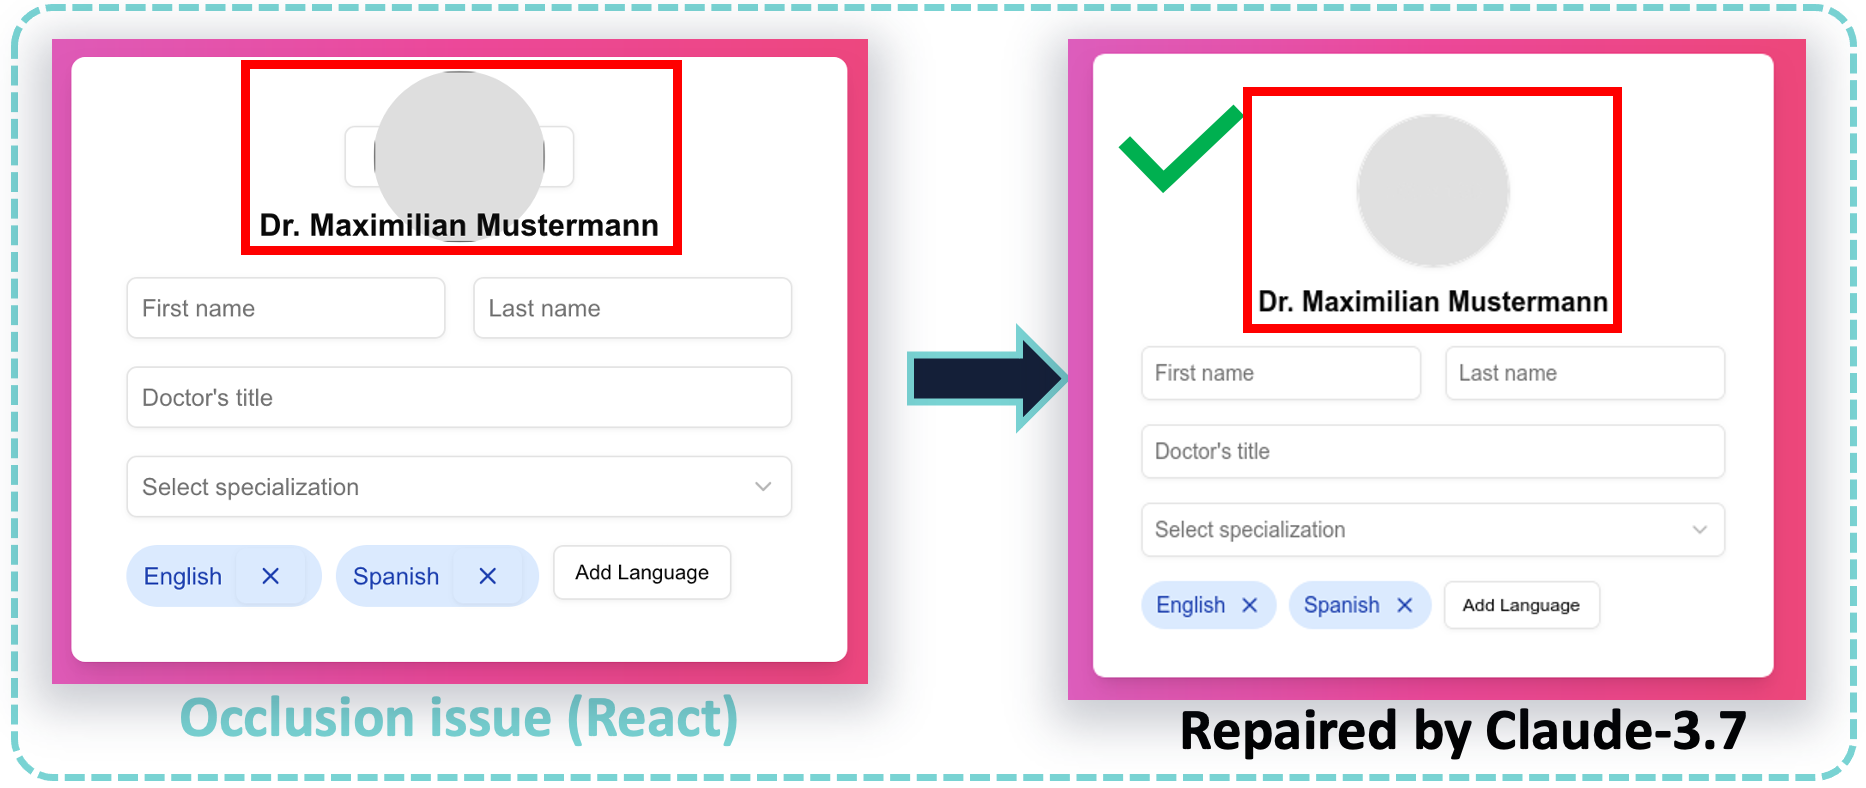 Dr. Maximilian Mustermann
First name
Last name
Doctor's title
Select specialization
English
Spanish
Add Language
Occlusion issue (React)
Dr. Maximilian Mustermann
First name
Last name
Doctor's title
Select specialization
English
Spanish
Add Language
Repaired by Claude-3.7